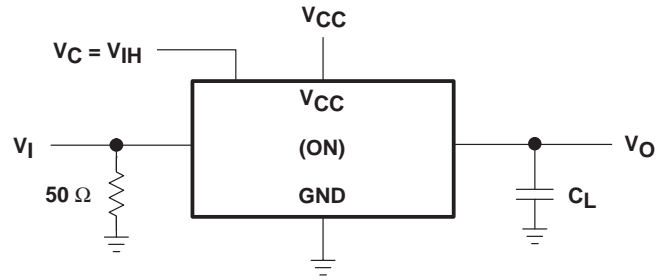 VCC
VC = VIH
VCC
VI
(ON)
VO
50 Ω
GND
CL